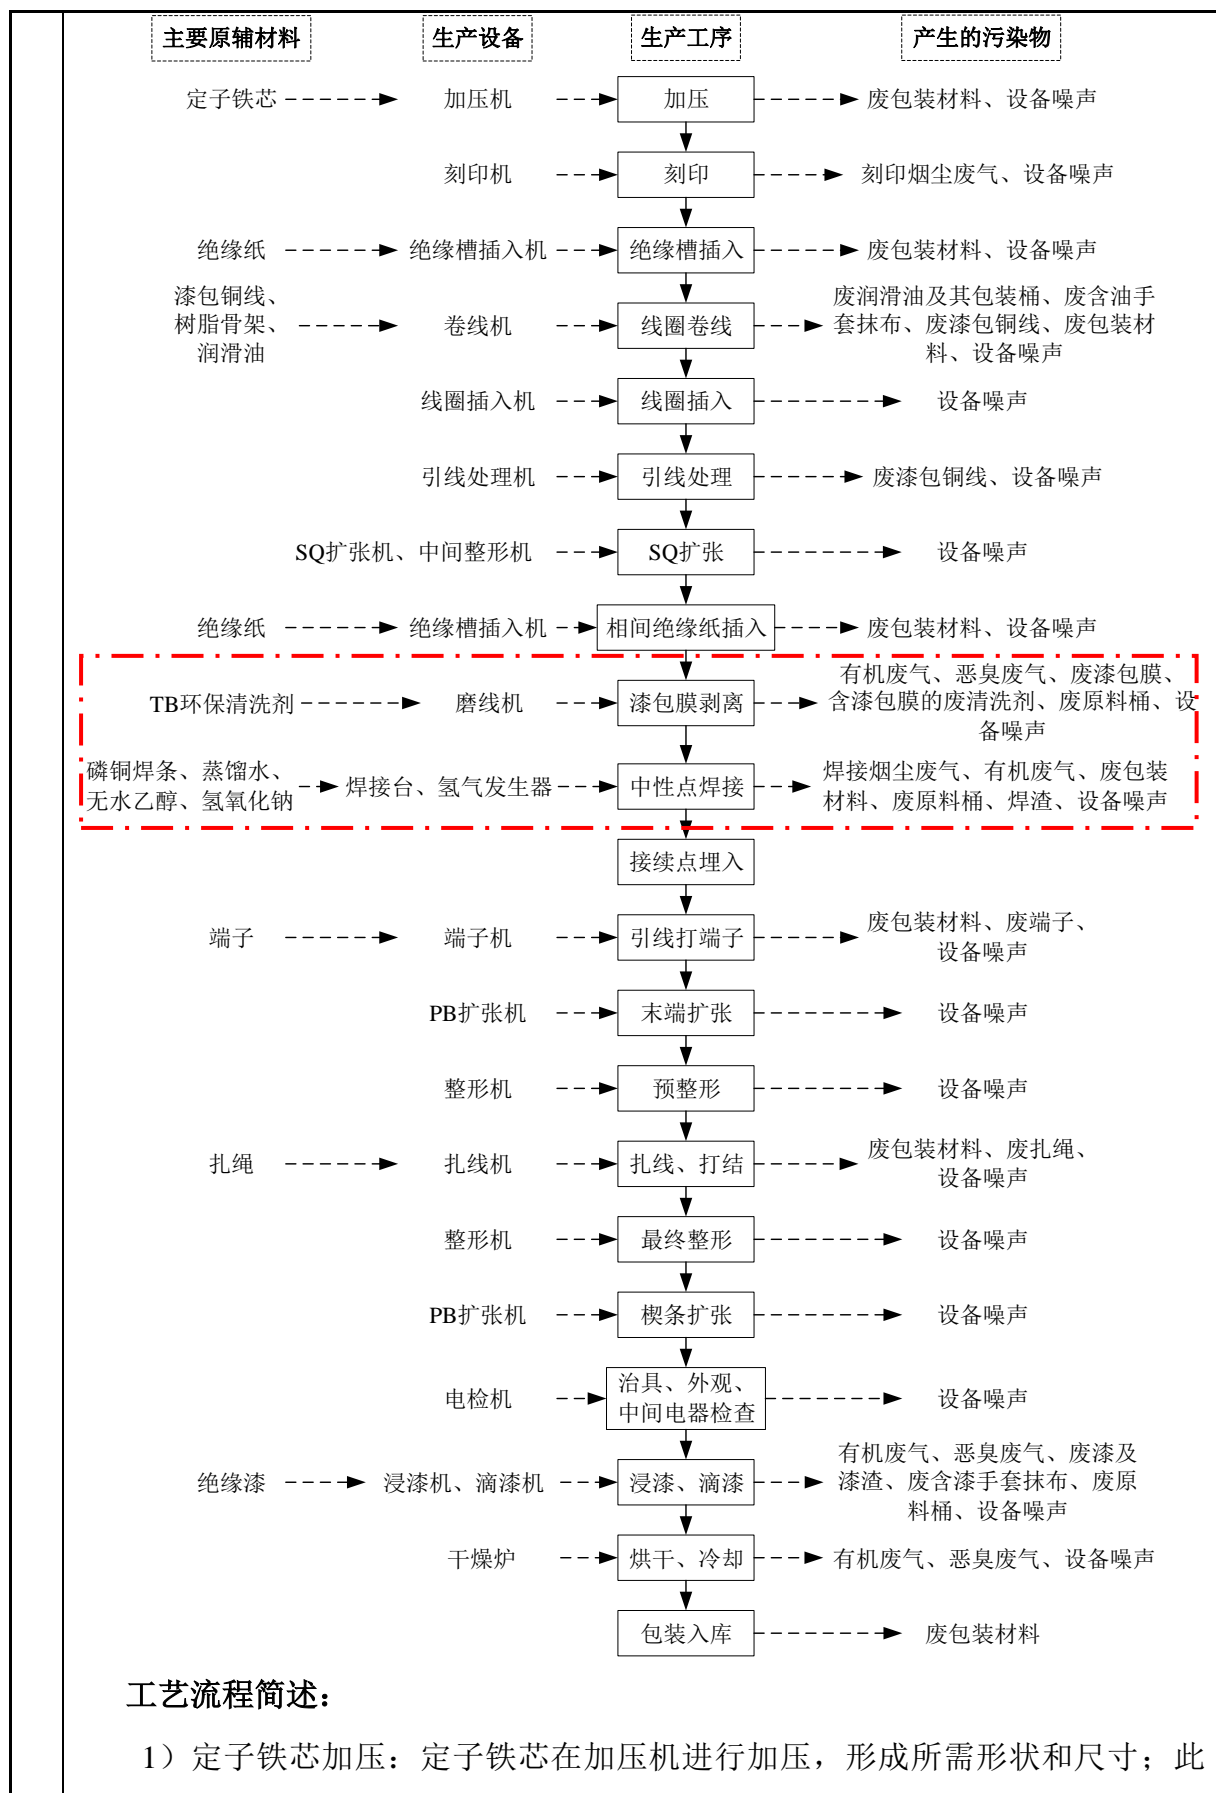 主要原辅材料 生产设备 生产工序 产生的污染物
定子铁芯 加压机 加压 废包装材料、设备噪声
刻印机 刻印 刻印烟尘废气、设备噪声
绝缘纸 绝缘槽插入机 绝缘槽插入 废包装材料、设备噪声
漆包铜线、
树脂骨架、
润滑油
卷线机 线圈卷线
废润滑油及其包装桶、废含油手
套抹布、废漆包铜线、废包装材
料、设备噪声
线圈插入机 线圈插入 设备噪声
引线处理机 引线处理 废漆包铜线、设备噪声
SQ扩张机、中间整形机 SQ扩张 设备噪声
绝缘纸 绝缘槽插入机 相间绝缘纸插入 废包装材料、设备噪声
TB环保清洗剂 磨线机 漆包膜剥离
有机废气、恶臭废气、废漆包膜、
含漆包膜的废清洗剂、废原料桶、设
备噪声
磷铜焊条、蒸馏水、
无水乙醇、氢氧化钠
焊接台、氢气发生器 中性点焊接
焊接烟尘废气、有机废气、废包装
材料、废原料桶、焊渣、设备噪声
接续点埋入
端子 端子机 引线打端子
废包装材料、废端子、
设备噪声
PB扩张机 末端扩张 设备噪声
整形机 预整形 设备噪声
扎绳 扎线机 扎线、打结
废包装材料、废扎绳、
设备噪声
整形机 最终整形 设备噪声
PB扩张机 楔条扩张 设备噪声
电检机
治具、外观、
中间电器检查
设备噪声
绝缘漆 浸漆机、滴漆机 浸漆、滴漆
有机废气、恶臭废气、废漆及
漆渣、废含漆手套抹布、废原
料桶、设备噪声
干燥炉 烘干、冷却 有机废气、恶臭废气、设备噪声
包装入库 废包装材料
工艺流程简述：
1）定子铁芯加压：定子铁芯在加压机进行加压，形成所需形状和尺寸；此